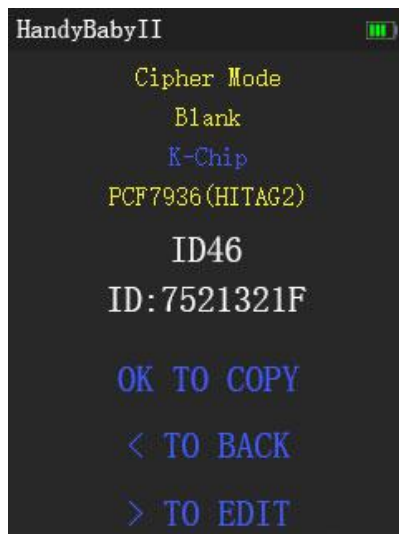 HandyBabyII
Cipher Mode
Blank
K-Chip
PCF7936(HITAG2)
ID46
ID:7521321F
OK TO COPY
< TO BACK
> TO EDIT